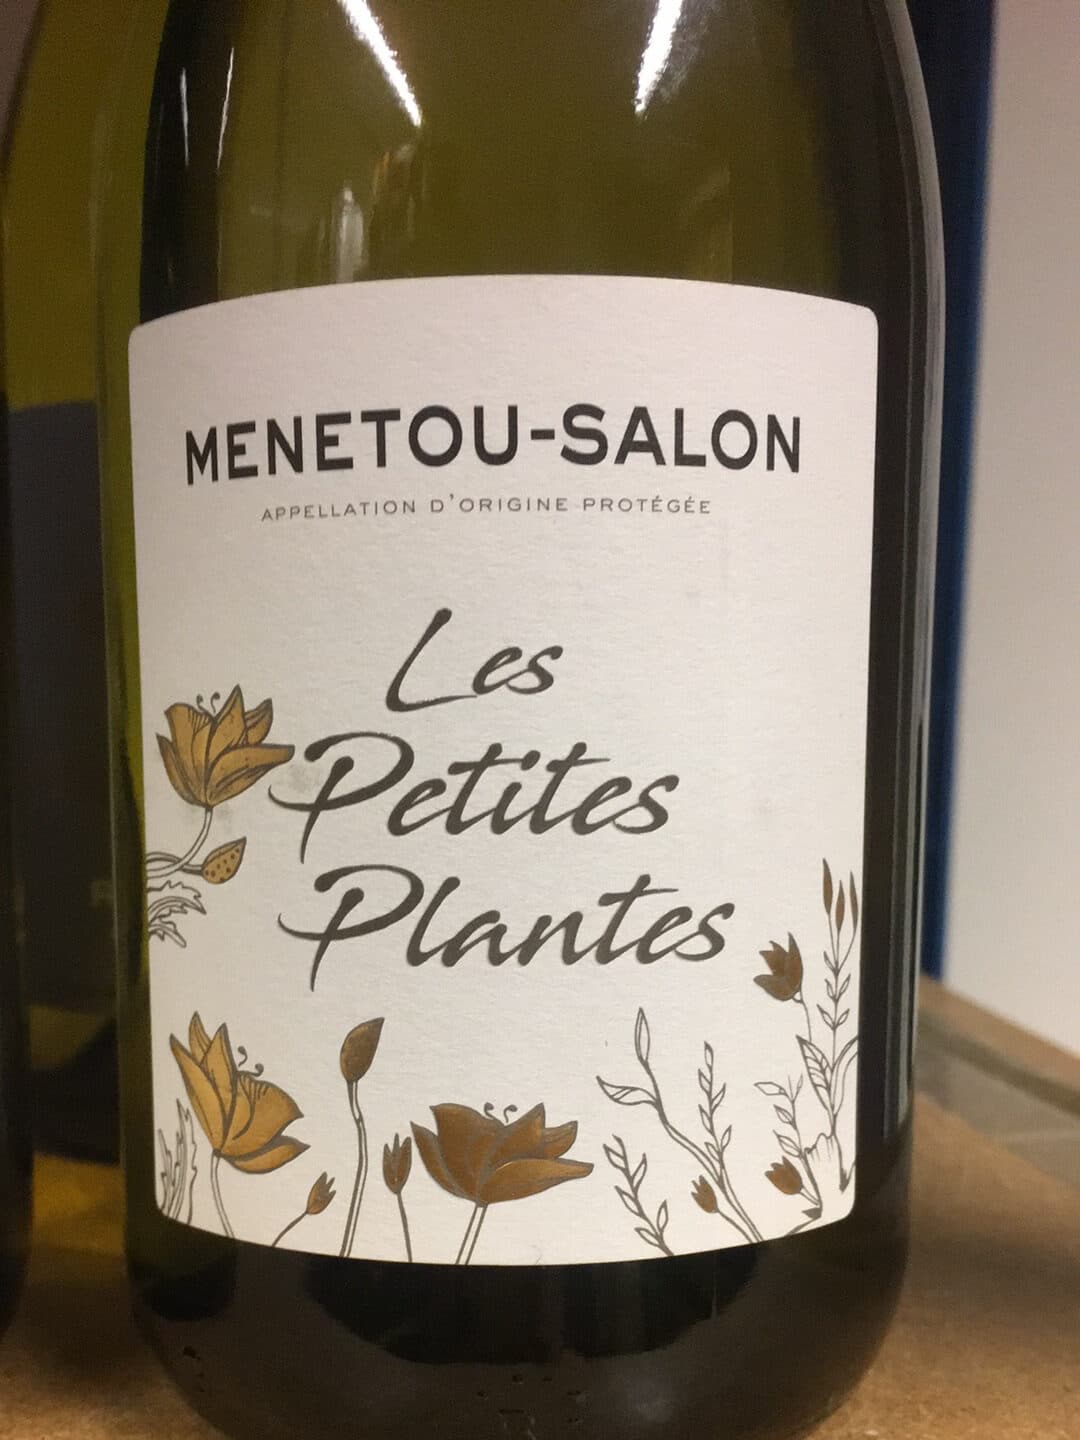 MENETOU-SALON
APPELLATION D'ORIGINE PROTÉGÉE
Les
Petites
Plantes